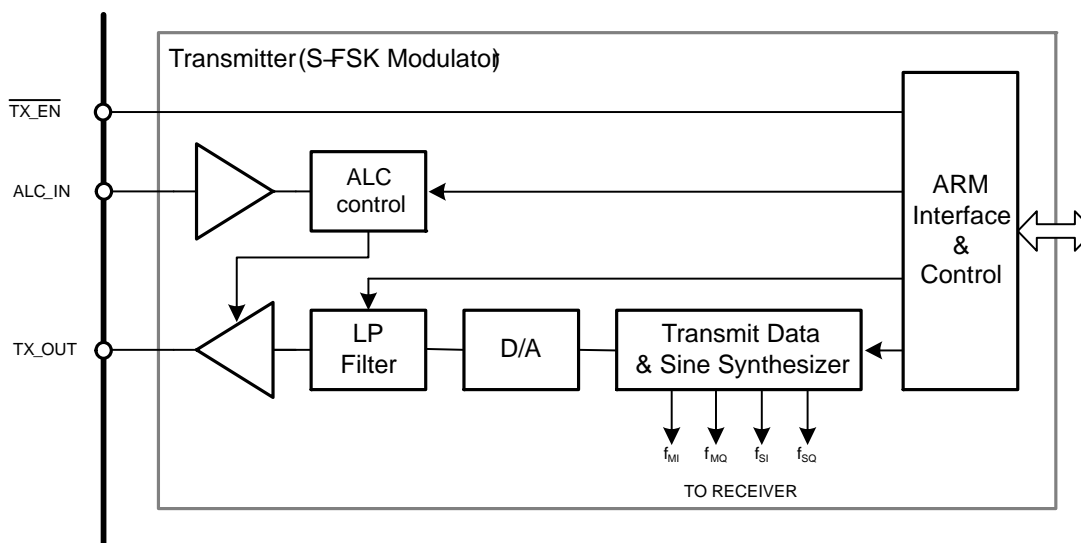 Transmitter (S-FSK Modulator)
TX_EN
ALC_IN
ALC
control
ARM
Interface
&
Control
TX_OUT
LP
Filter
D/A
Transmit Data
& Sine Synthesizer
fMI
fMQ
fSI
fSQ
TO RECEIVER